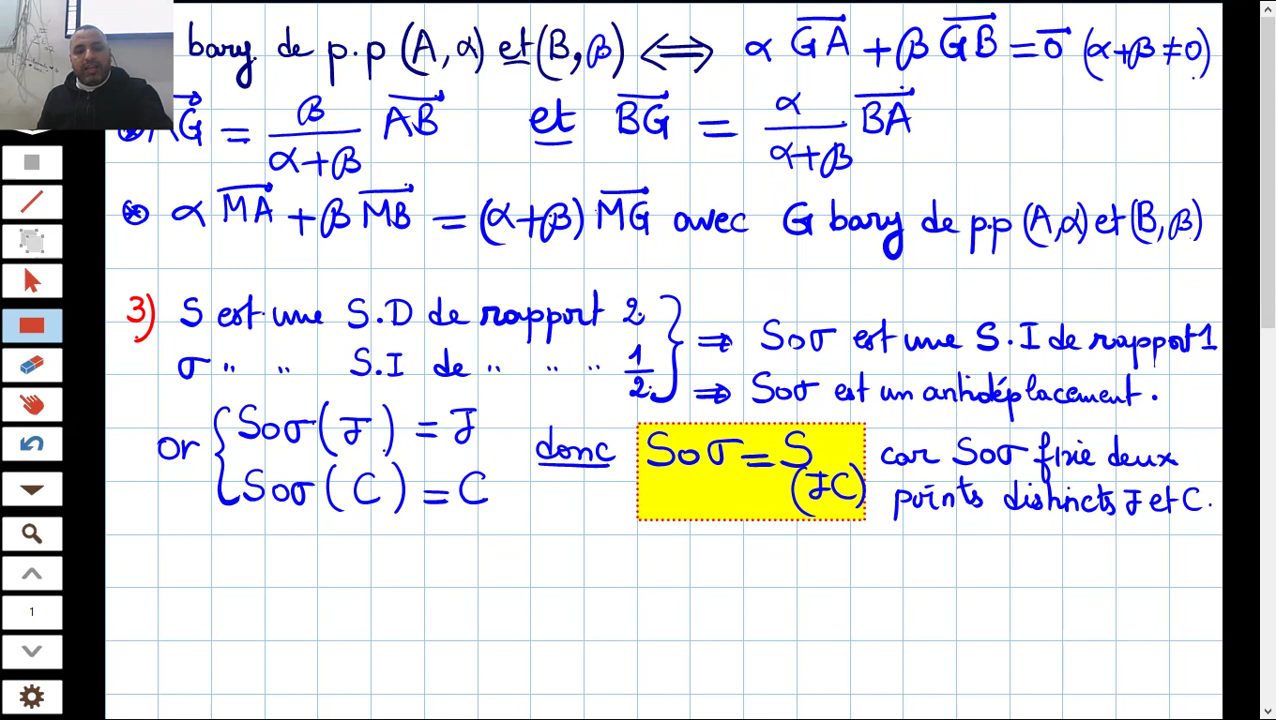 bary de p.p (A,α) et (B,β) ⟺ α GA⃗ + β GB⃗ = 0⃗ (α+β ≠ 0)
* AG⃗ = β/(α+β) AB⃗ et BG⃗ = α/(α+β) BA⃗
* α MA⃗ + β MB⃗ = (α+β) MG⃗ avec G bary de p.p (A,α) et (B,β)
3) S est une S.D de rapport 2
σ " " S.I de " " " 1/2
} ⇒ Soσ est une S.I de rapport 1
⇒ Soσ est un antidéplacement.
or { Soσ(J) = J
Soσ(C) = C
donc Soσ = S(JC)
car Soσ fixie deux
points distincts J et C.
1